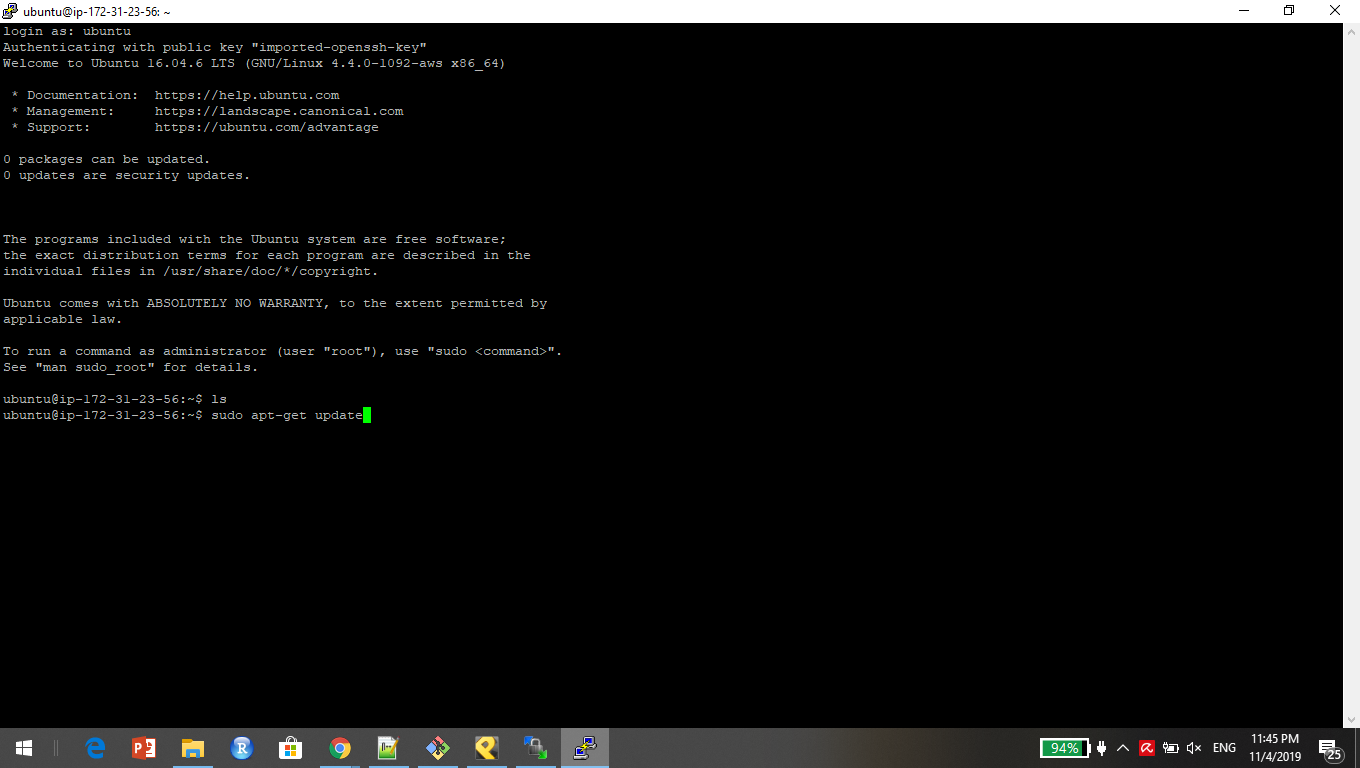 ubuntu@ip-172-31-23-56: ~
login as: ubuntu
Authenticating with public key "imported-openssh-key"
Welcome to Ubuntu 16.04.6 LTS (GNU/Linux 4.4.0-1092-aws x86_64)
* Documentation:  https://help.ubuntu.com
* Management:     https://landscape.canonical.com
* Support:        https://ubuntu.com/advantage
0 packages can be updated.
0 updates are security updates.
The programs included with the Ubuntu system are free software;
the exact distribution terms for each program are described in the
individual files in /usr/share/doc/*/copyright.
Ubuntu comes with ABSOLUTELY NO WARRANTY, to the extent permitted by
applicable law.
To run a command as administrator (user "root"), use "sudo <command>".
See "man sudo_root" for details.
ubuntu@ip-172-31-23-56:~$ ls
ubuntu@ip-172-31-23-56:~$ sudo apt-get update
94%
ENG
11:45 PM
11/4/2019
25